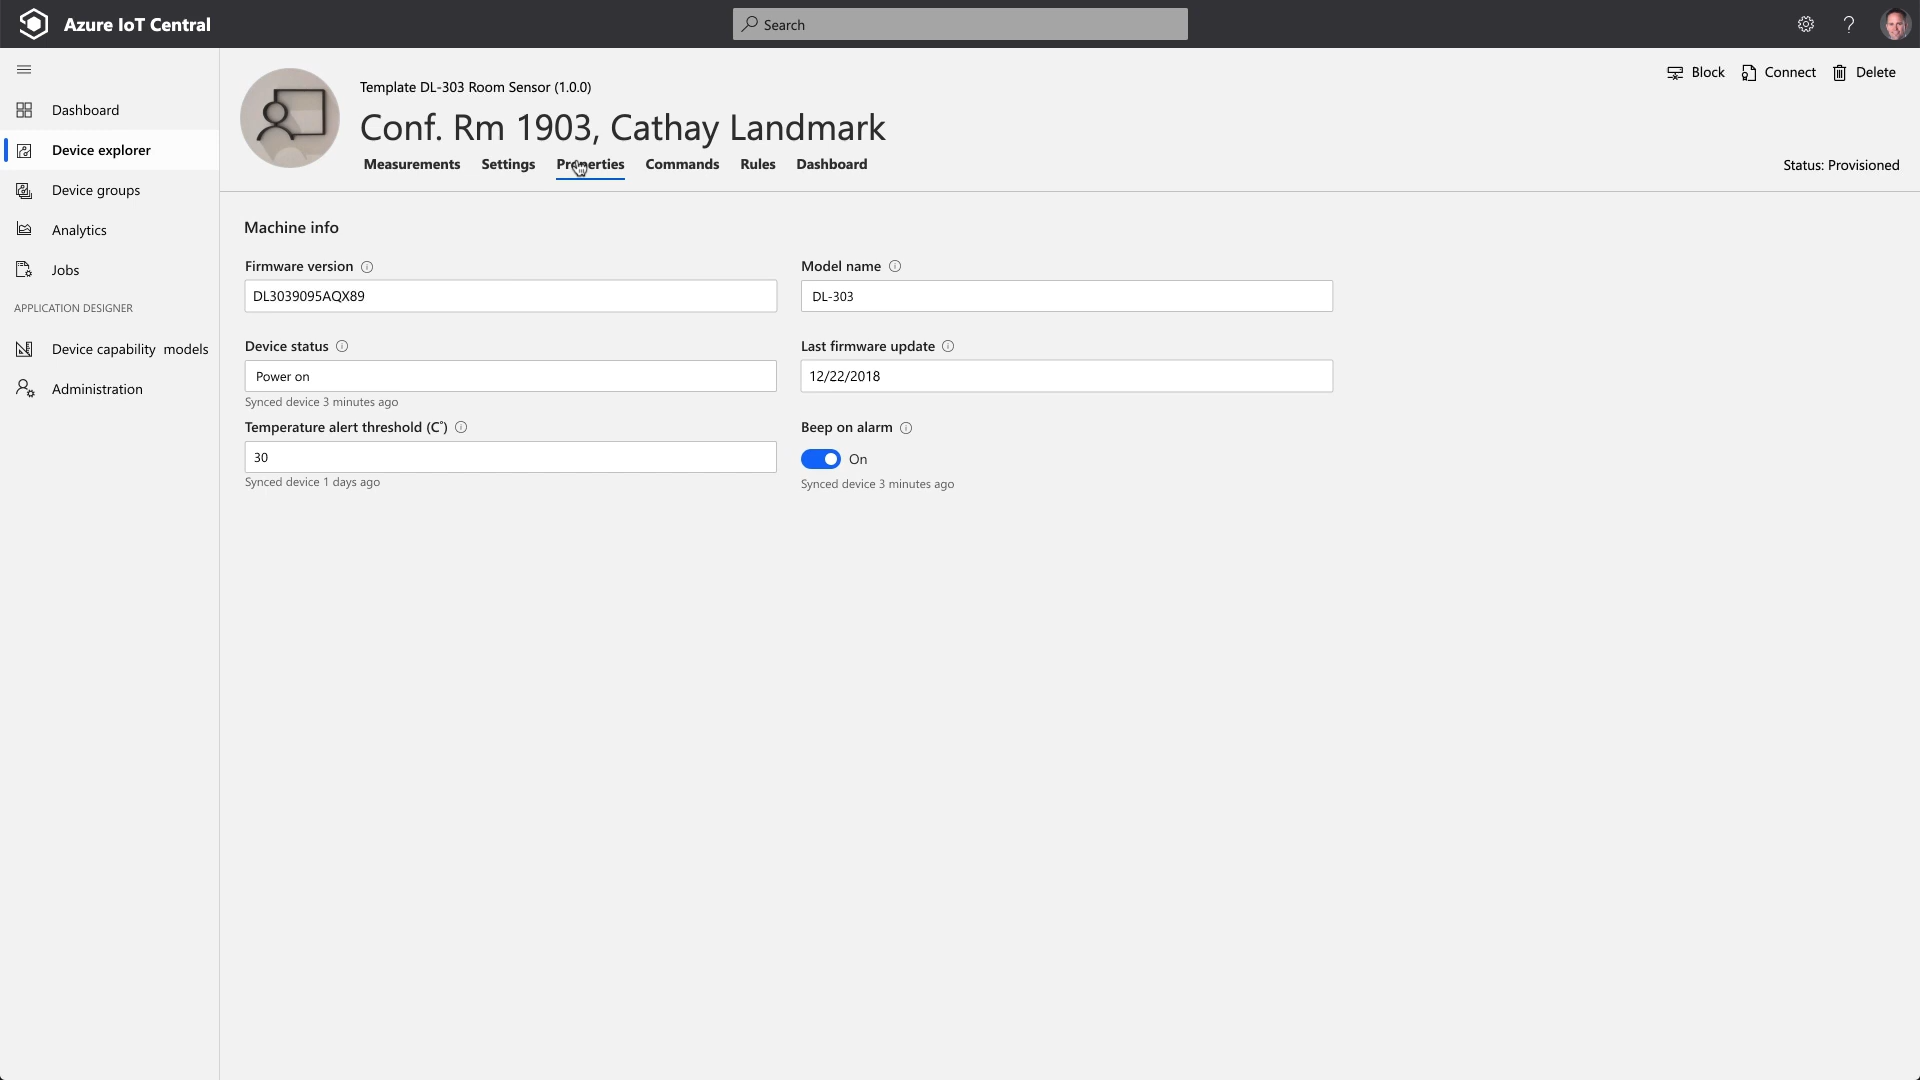 Azure IoT Central
Search
Block
Connect
Delete
Template DL-303 Room Sensor (1.0.0)
Conf. Rm 1903, Cathay Landmark
Measurements
Settings
Properties
Commands
Rules
Dashboard
Status: Provisioned
Dashboard
Device explorer
Device groups
Analytics
Jobs
APPLICATION DESIGNER
Device capability models
Administration
Machine info
Firmware version
DL3039095AQX89
Model name
DL-303
Device status
Power on
Synced device 3 minutes ago
Last firmware update
12/22/2018
Temperature alert threshold (C°)
30
Synced device 1 days ago
Beep on alarm
On
Synced device 3 minutes ago